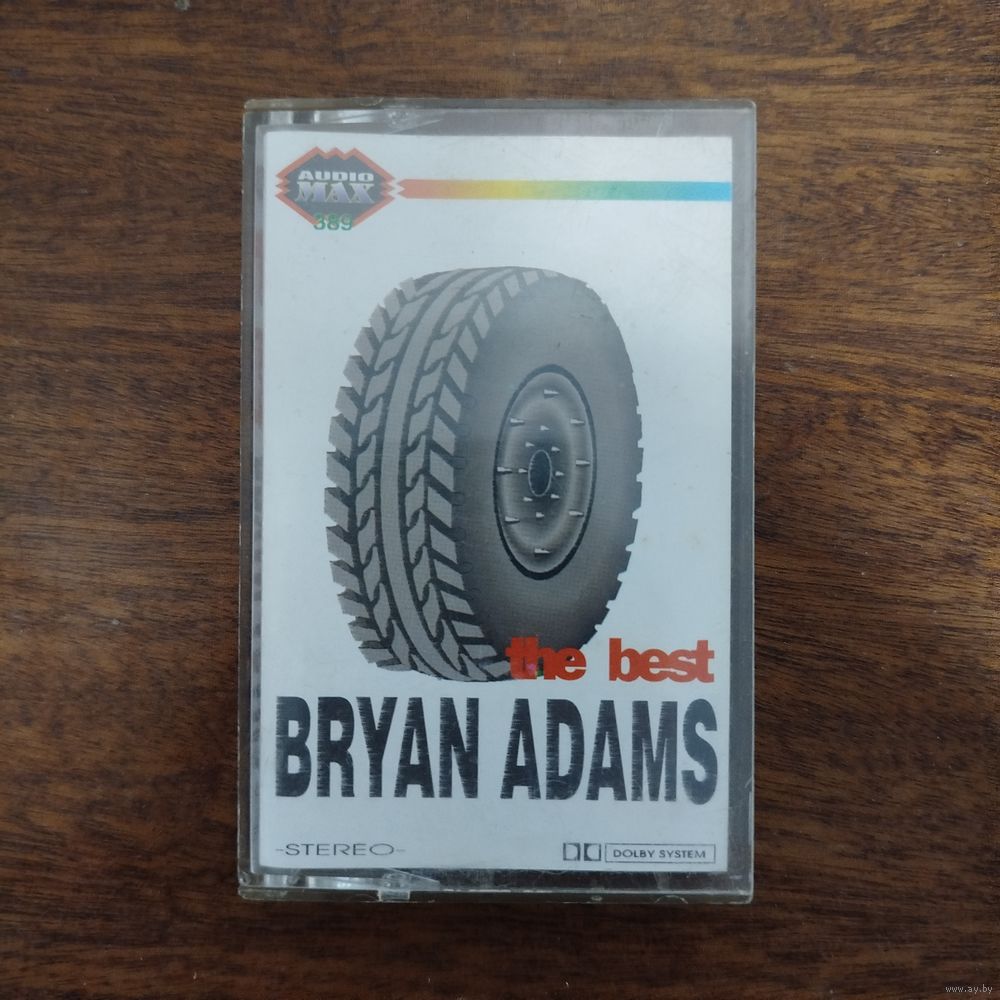 AUDIO
MAX
389
the best
BRYAN ADAMS
-STEREO-
DOLBY SYSTEM
www.ay.by